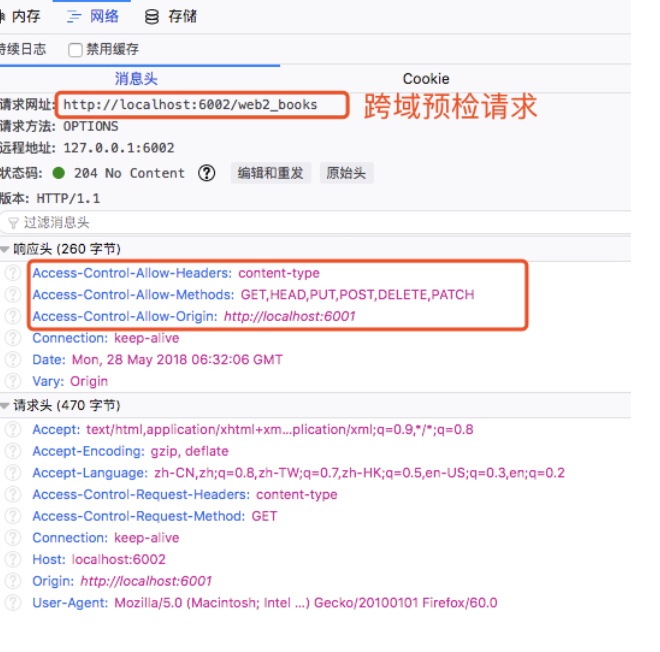 内存 网络 存储
持续日志 禁用缓存
消息头 Cookie
请求网址: http://localhost:6002/web2_books 跨域预检请求
请求方法: OPTIONS
远程地址: 127.0.0.1:6002
状态码: 204 No Content ? 编辑和重发 原始头
版本: HTTP/1.1
过滤消息头
响应头 (260 字节)
? Access-Control-Allow-Headers: content-type
? Access-Control-Allow-Methods: GET,HEAD,PUT,POST,DELETE,PATCH
? Access-Control-Allow-Origin: http://localhost:6001
? Connection: keep-alive
? Date: Mon, 28 May 2018 06:32:06 GMT
? Vary: Origin
请求头 (470 字节)
? Accept: text/html,application/xhtml+xm...plication/xml;q=0.9,*/*;q=0.8
? Accept-Encoding: gzip, deflate
? Accept-Language: zh-CN,zh;q=0.8,zh-TW;q=0.7,zh-HK;q=0.5,en-US;q=0.3,en;q=0.2
? Access-Control-Request-Headers: content-type
? Access-Control-Request-Method: GET
? Connection: keep-alive
? Host: localhost:6002
? Origin: http://localhost:6001
? User-Agent: Mozilla/5.0 (Macintosh; Intel ...) Gecko/20100101 Firefox/60.0